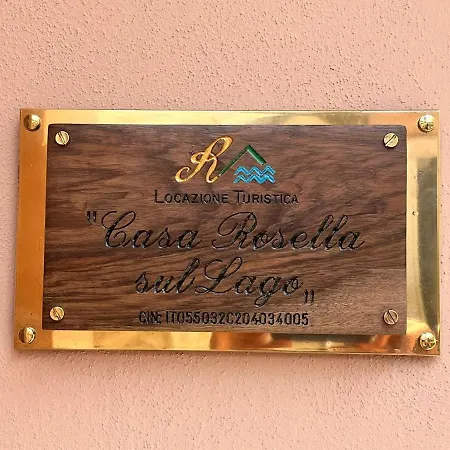 R
LOCAZIONE TURISTICA
"Casa Rosella
sul Lago"
CIN: IT055032C204034005